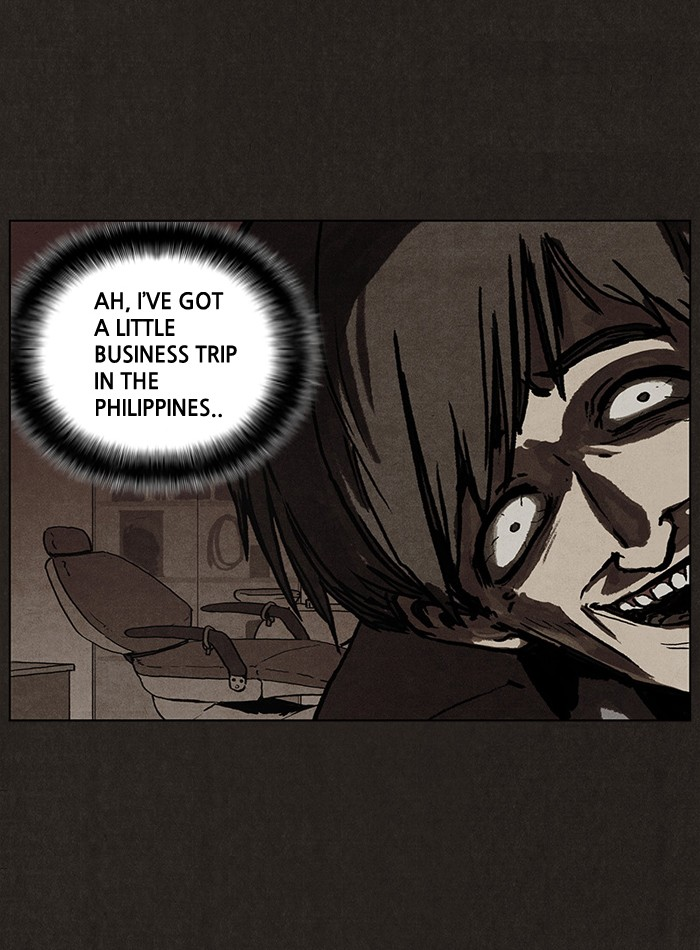 AH, I'VE GOT
A LITTLE
BUSINESS TRIP
IN THE
PHILIPPINES..